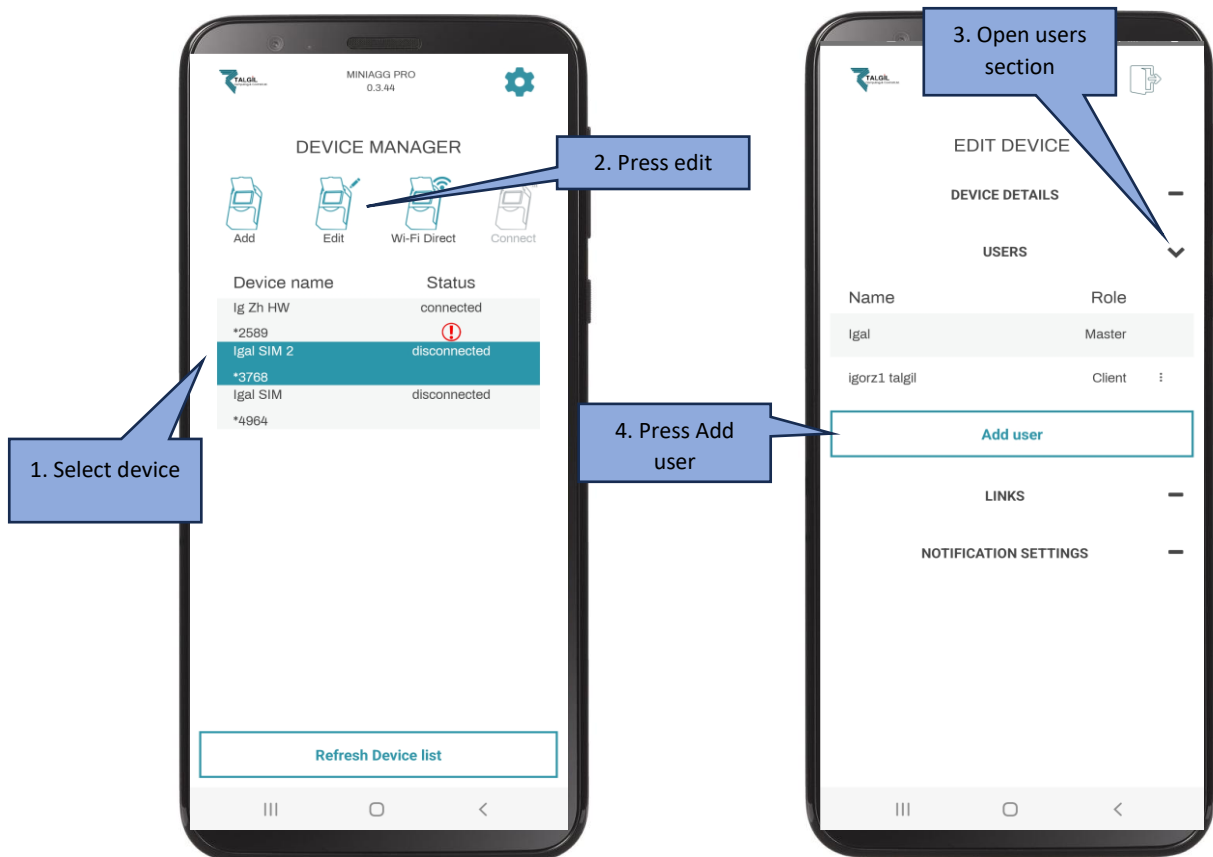 TALGIL
MINIAGG PRO
0.3.44
DEVICE MANAGER
Add Edit Wi-Fi Direct Connect
Device name Status
Ig Zh HW connected
*2589
Igal SIM 2 disconnected
*3768
Igal SIM disconnected
*4964
Refresh Device list
1. Select device
2. Press edit
3. Open users
section
TALGIL
EDIT DEVICE
DEVICE DETAILS
USERS
Name Role
Igal Master
igorz1 talgil Client
4. Press Add
user
Add user
LINKS
NOTIFICATION SETTINGS